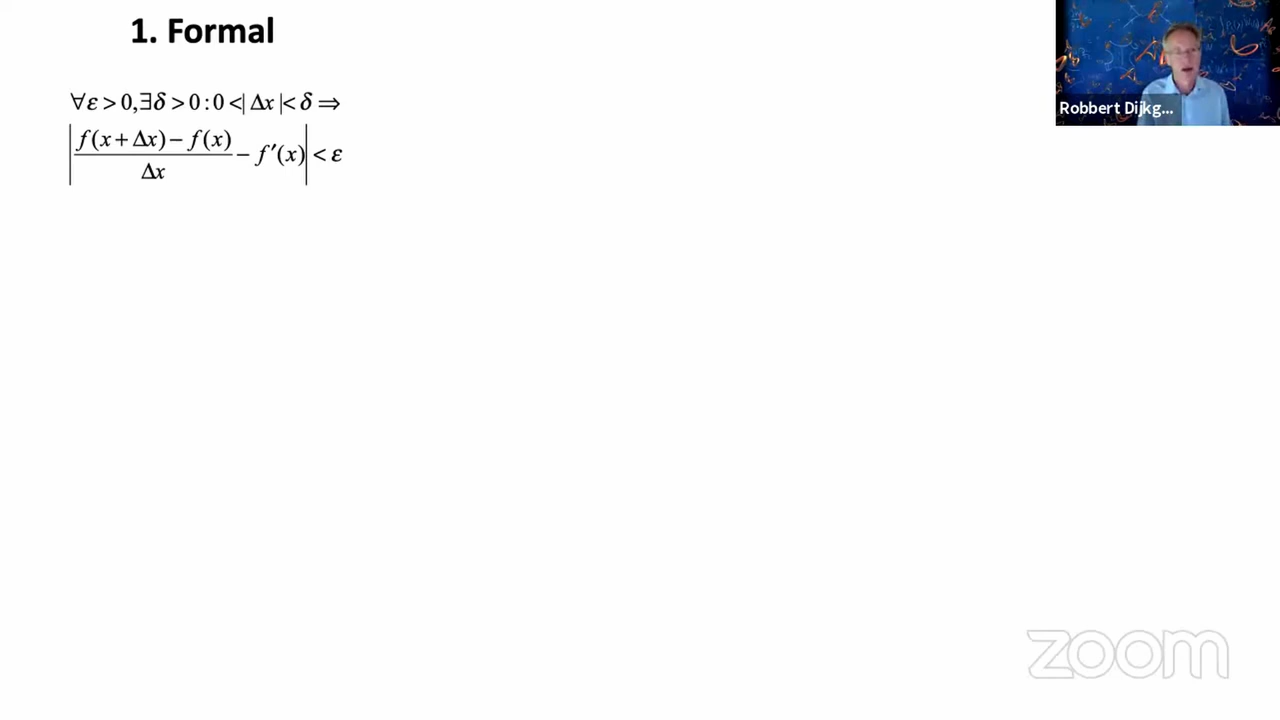 1. Formal
∀ε > 0,∃δ > 0 : 0 <| Δx |< δ ⇒
| f(x + Δx) − f(x) / Δx − f′(x) | < ε
Robbert Dijkg...
zoom